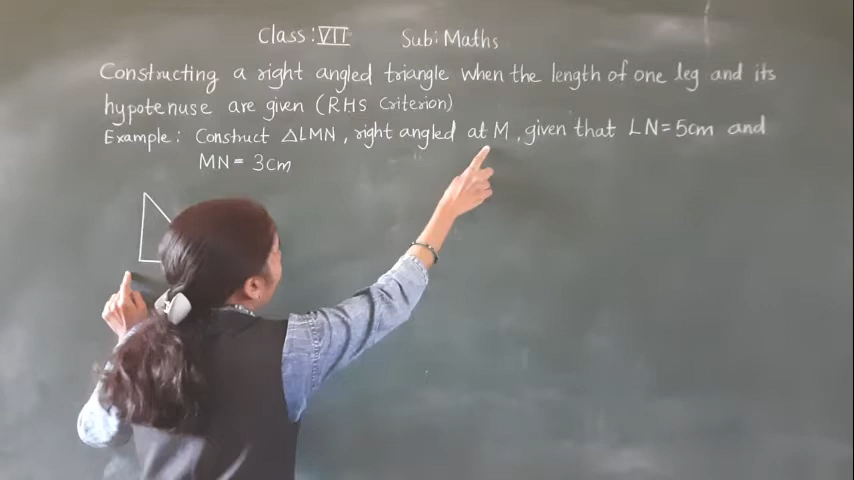 Class: VII Sub: Maths
Constructing a right angled triangle when the length of one leg and its
hypotenuse are given (RHS Criterion)
Example: Construct △LMN, right angled at M, given that LN=5cm and
MN= 3cm